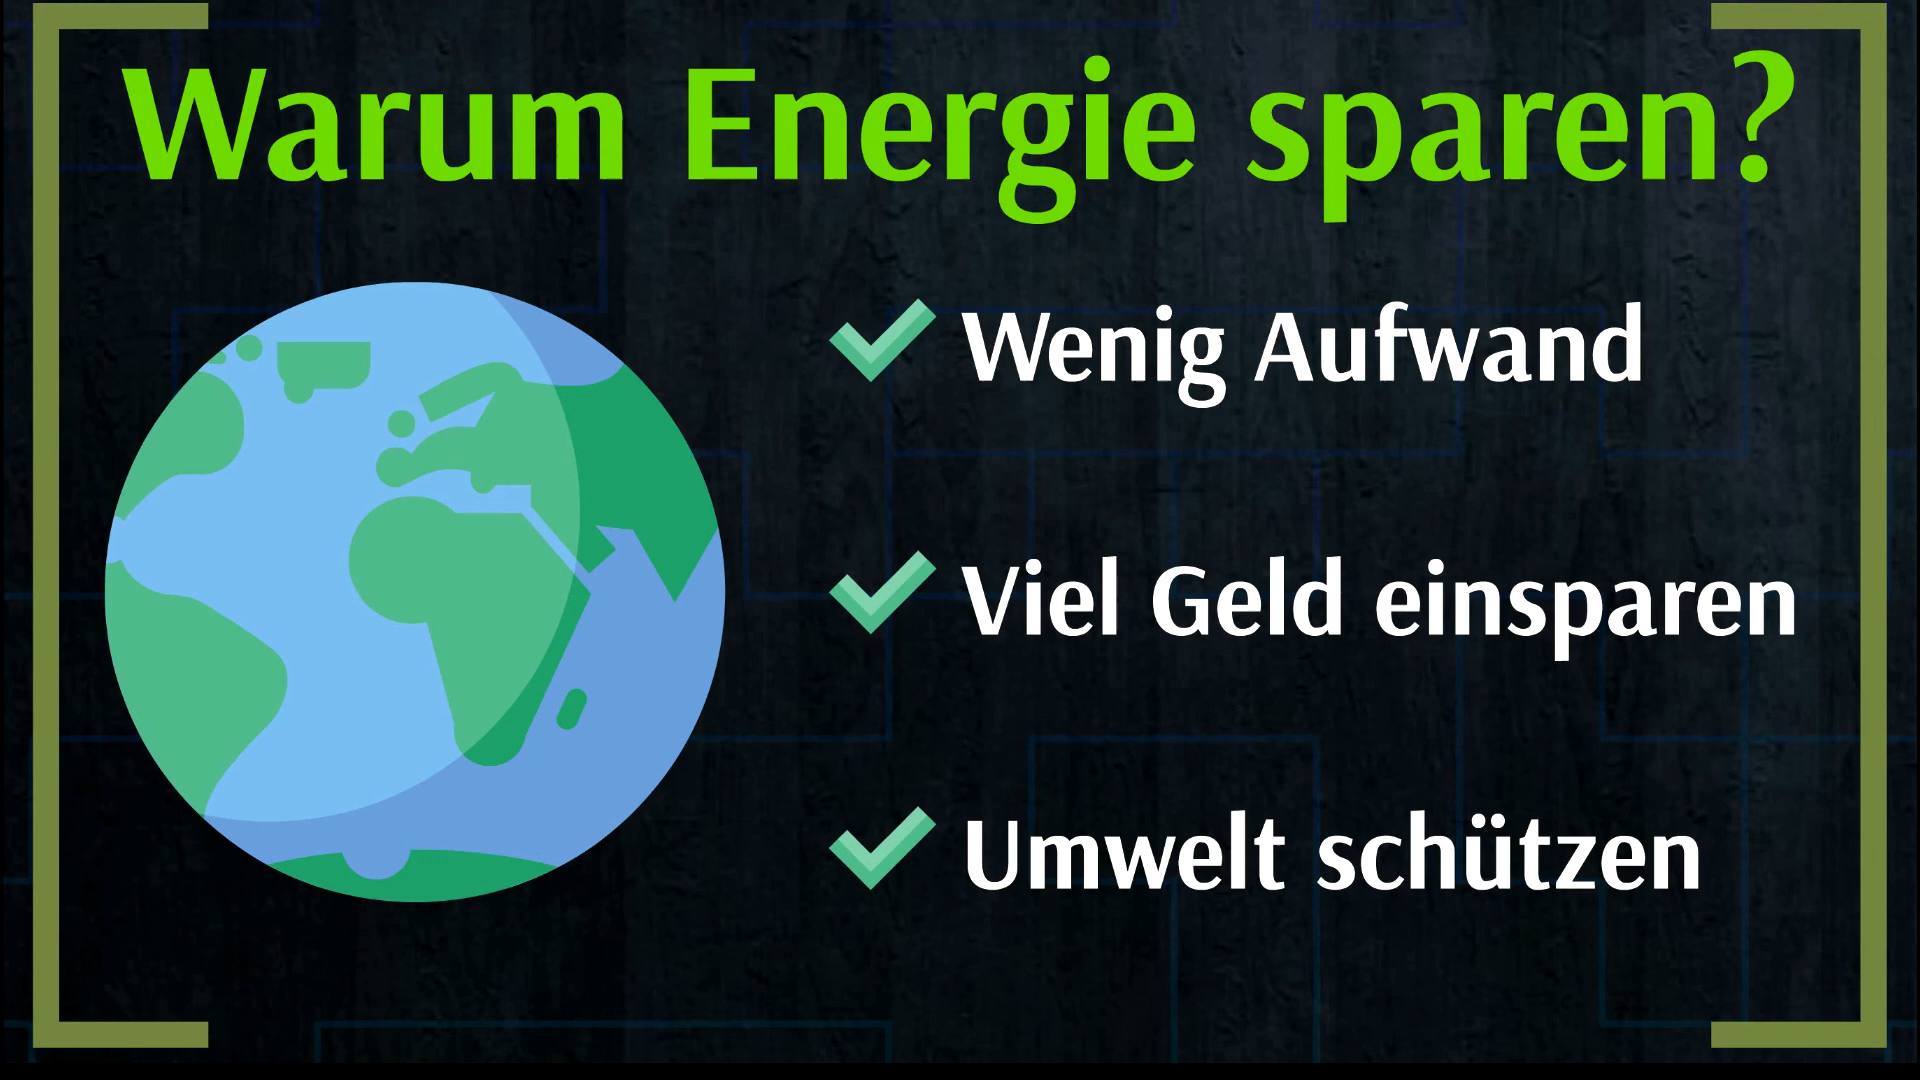 Warum Energie sparen?
Wenig Aufwand
Viel Geld einsparen
Umwelt schützen